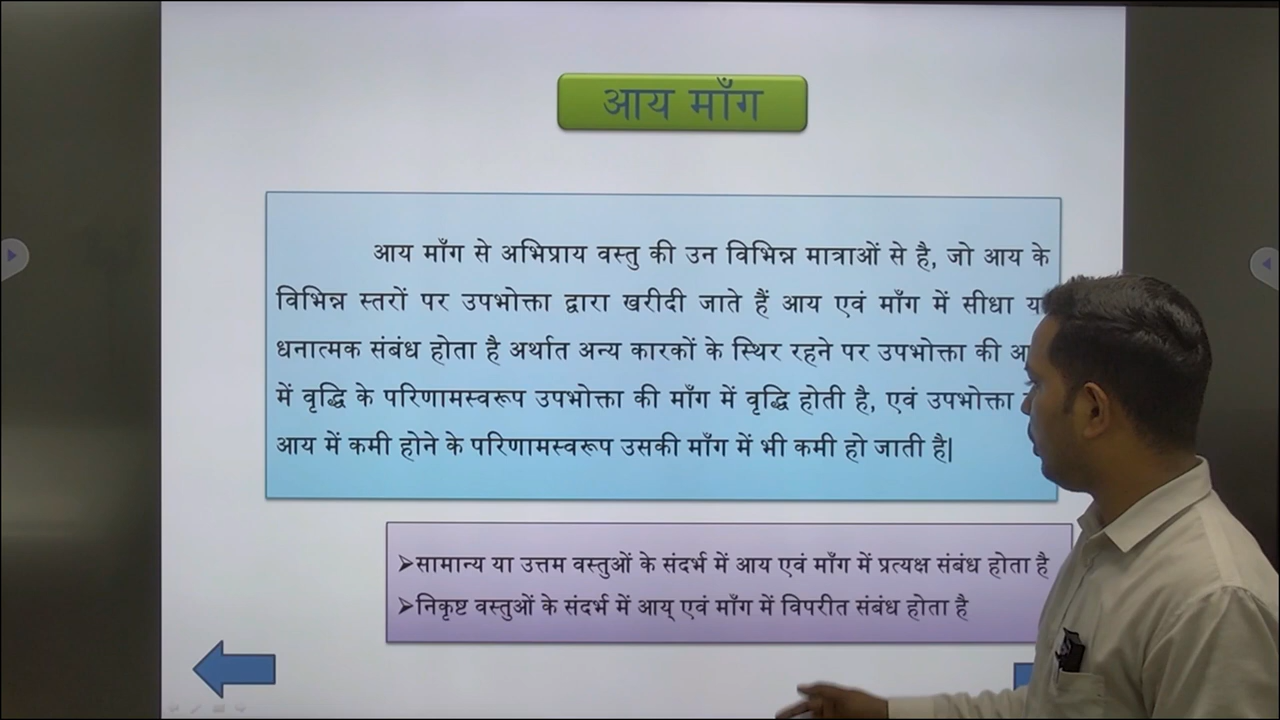 आय माँग
आय माँग से अभिप्राय वस्तु की उन विभिन्न मात्राओं से है, जो आय के
विभिन्न स्तरों पर उपभोक्ता द्वारा खरीदी जाते हैं आय एवं माँग में सीधा
धनात्मक संबंध होता है अर्थात अन्य कारकों के स्थिर रहने पर उपभोक्ता की
में वृद्धि के परिणामस्वरूप उपभोक्ता की माँग में वृद्धि होती है, एवं उपभोक्ता
आय में कमी होने के परिणामस्वरूप उसकी माँग में भी कमी हो जाती है|
➢सामान्य या उत्तम वस्तुओं के संदर्भ में आय एवं माँग में प्रत्यक्ष संबंध होता है
➢निकृष्ट वस्तुओं के संदर्भ में आय् एवं माँग में विपरीत संबंध होता है